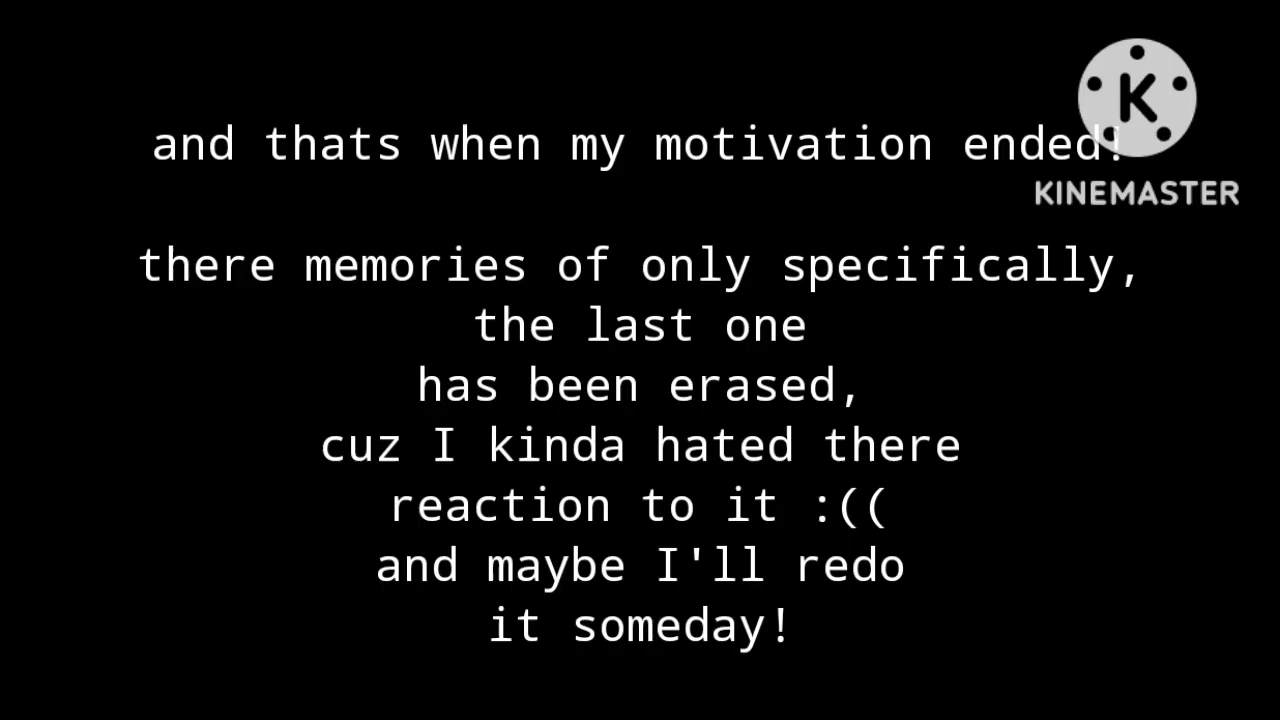 and thats when my motivation ended!
KINEMASTER
there memories of only specifically,
the last one
has been erased,
cuz I kinda hated there
reaction to it :((
and maybe I'll redo
it someday!